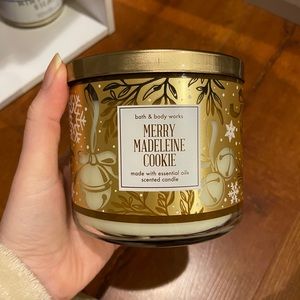 bath & body works
MERRY
MADELEINE
COOKIE
made with essential oils
scented candle